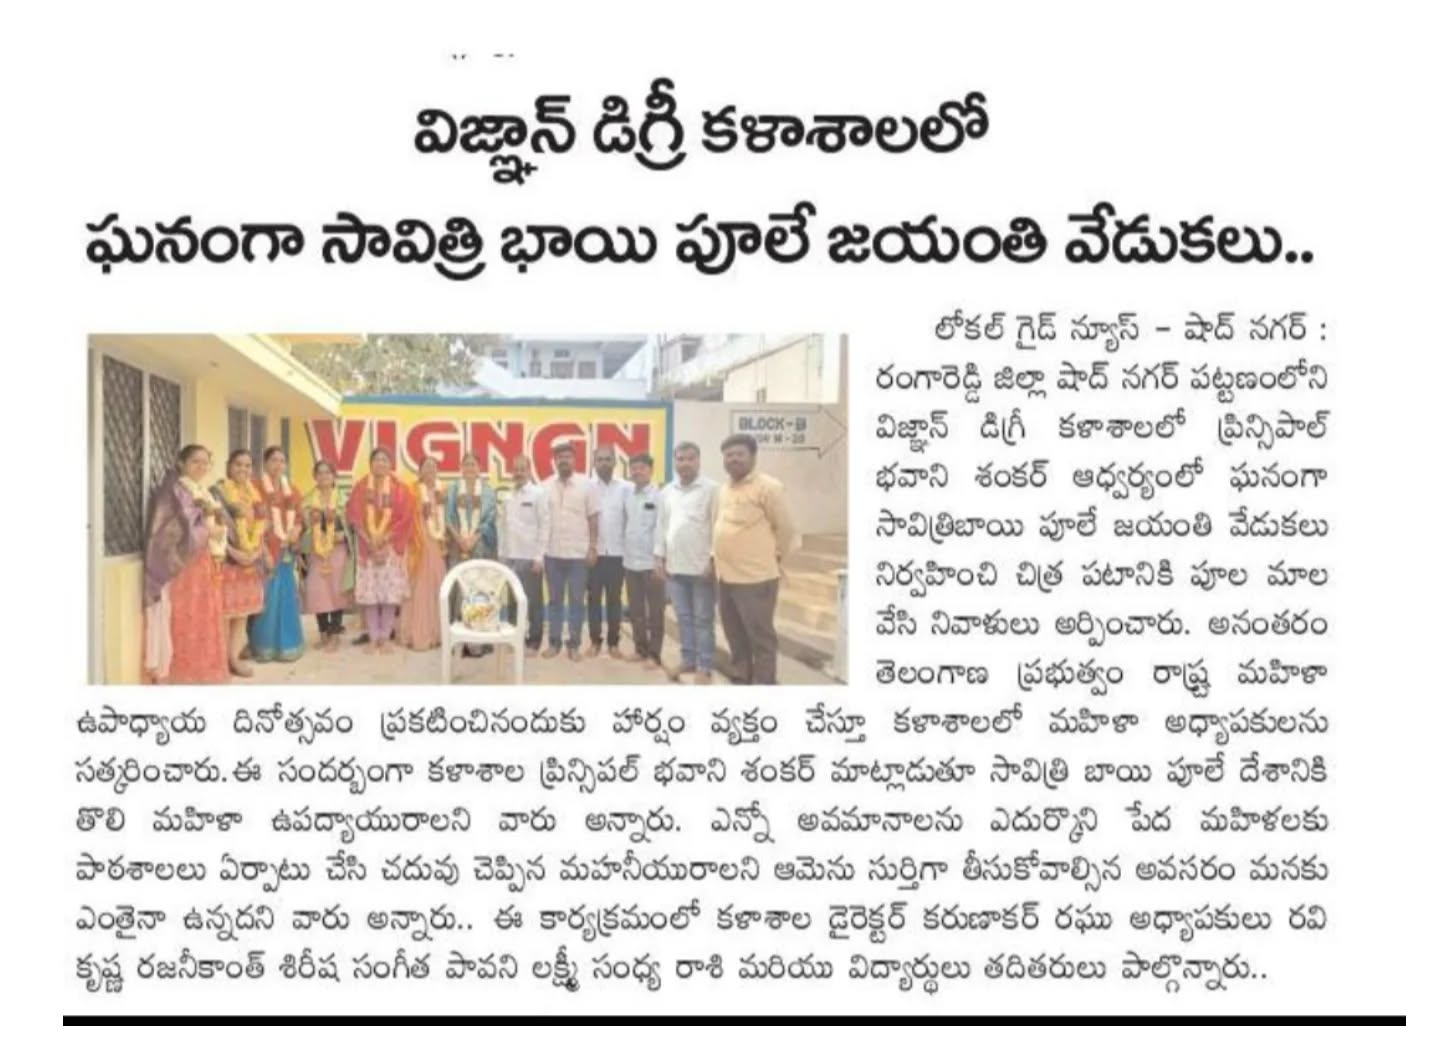 విజ్ఞాన్ డిగ్రీ కళాశాలలో
ఘనంగా సావిత్రి భాయి పూలే జయంతి వేడుకలు..
లోకల్ గైడ్ న్యూస్ - షాద్ నగర్ :
రంగారెడ్డి జిల్లా షాద్ నగర్ పట్టణంలోని
విజ్ఞాన్ డిగ్రీ కళాశాలలో ప్రిన్సిపాల్
భవాని శంకర్ ఆధ్వర్యంలో ఘనంగా
సావిత్రిబాయి పూలే జయంతి వేడుకలు
నిర్వహించి చిత్ర పటానికి పూల మాల
వేసి నివాళులు అర్పించారు. అనంతరం
తెలంగాణ ప్రభుత్వం రాష్ట్ర మహిళా
ఉపాధ్యాయ దినోత్సవం ప్రకటించినందుకు హార్షం వ్యక్తం చేస్తూ కళాశాలలో మహిళా అధ్యాపకులను
సత్కరించారు.ఈ సందర్భంగా కళాశాల ప్రిన్సిపల్ భవాని శంకర్ మాట్లాడుతూ సావిత్రి బాయి పూలే దేశానికి
తొలి మహిళా ఉపద్యాయురాలని వారు అన్నారు. ఎన్నో అవమానాలను ఎదుర్కొని పేద మహిళలకు
పాఠశాలలు ఏర్పాటు చేసి చదువు చెప్పిన మహనీయురాలని ఆమెను సుర్తిగా తీసుకోవాల్సిన అవసరం మనకు
ఎంతైనా ఉన్నదని వారు అన్నారు.. ఈ కార్యక్రమంలో కళాశాల డైరెక్టర్ కరుణాకర్ రఘు అధ్యాపకులు రవి
కృష్ణ రజనీకాంత్ శిరీష సంగీత పావని లక్ష్మీ సంధ్య రాశి మరియు విద్యార్థులు తదితరులు పాల్గొన్నారు..
VIGNAN
BLOCK-B